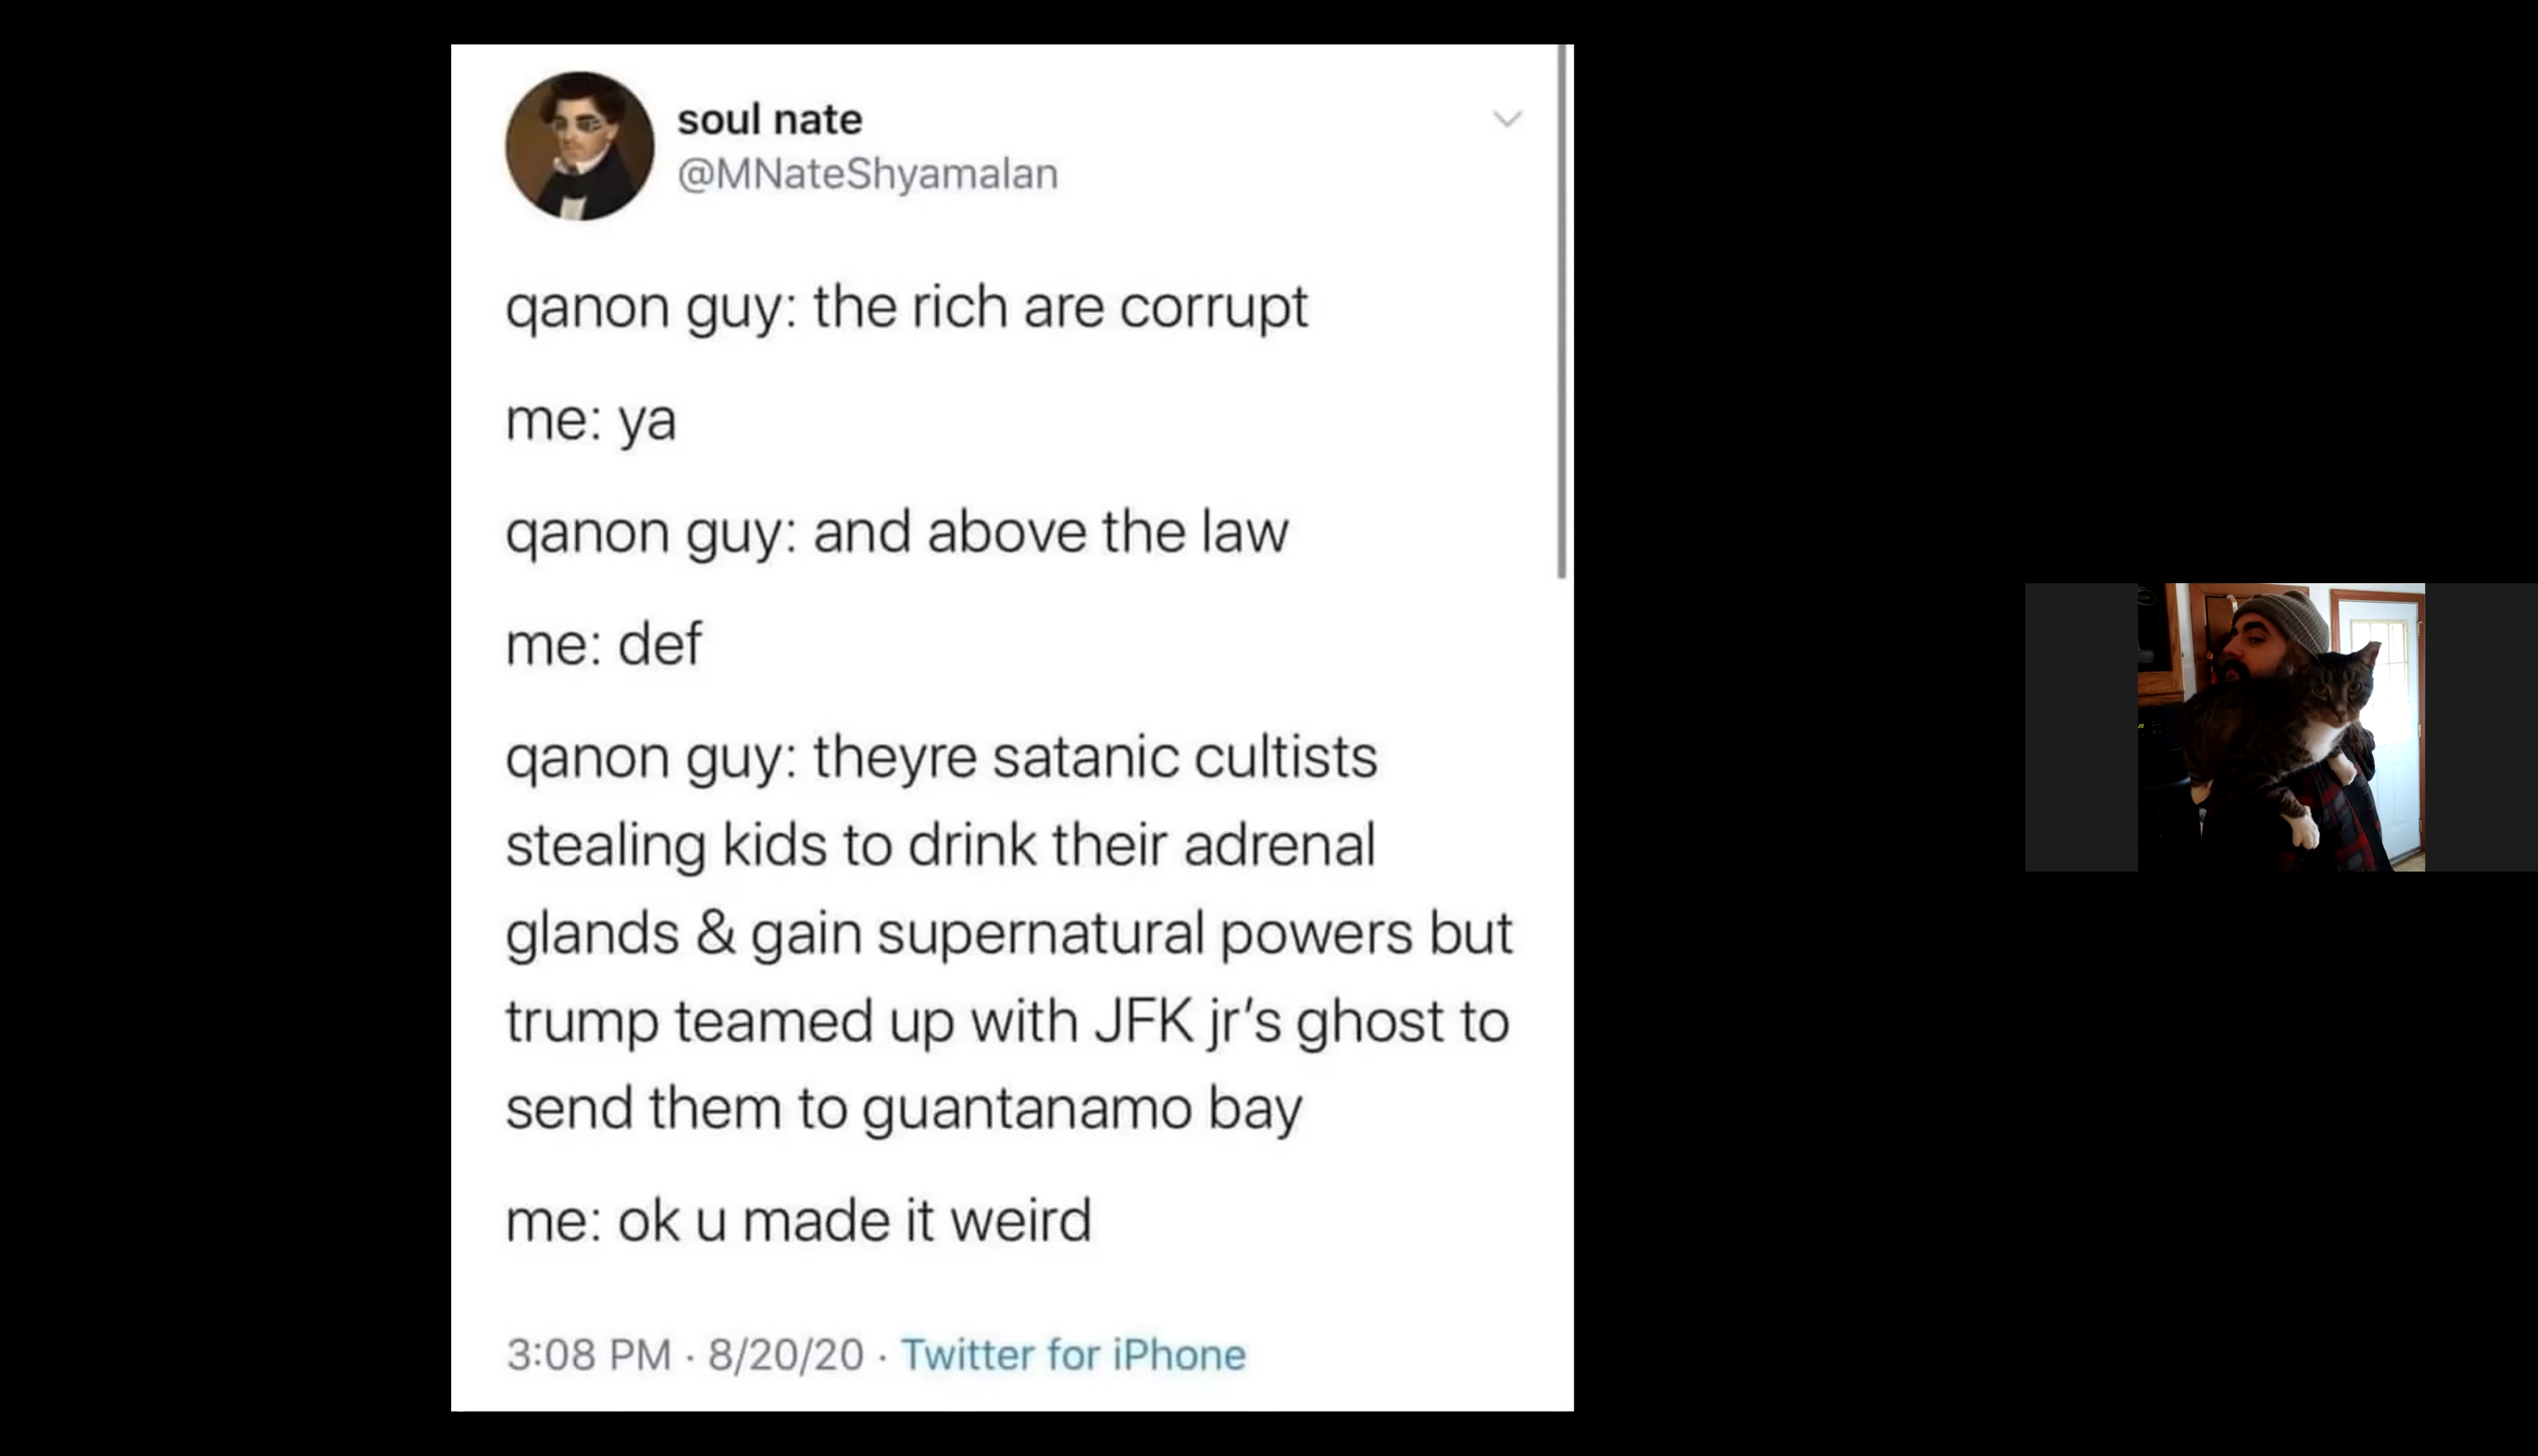 soul nate
@MNateShyamalan
qanon guy: the rich are corrupt
me: ya
qanon guy: and above the law
me: def
qanon guy: theyre satanic cultists
stealing kids to drink their adrenal
glands & gain supernatural powers but
trump teamed up with JFK jr's ghost to
send them to guantanamo bay
me: ok u made it weird
3:08 PM · 8/20/20 · Twitter for iPhone